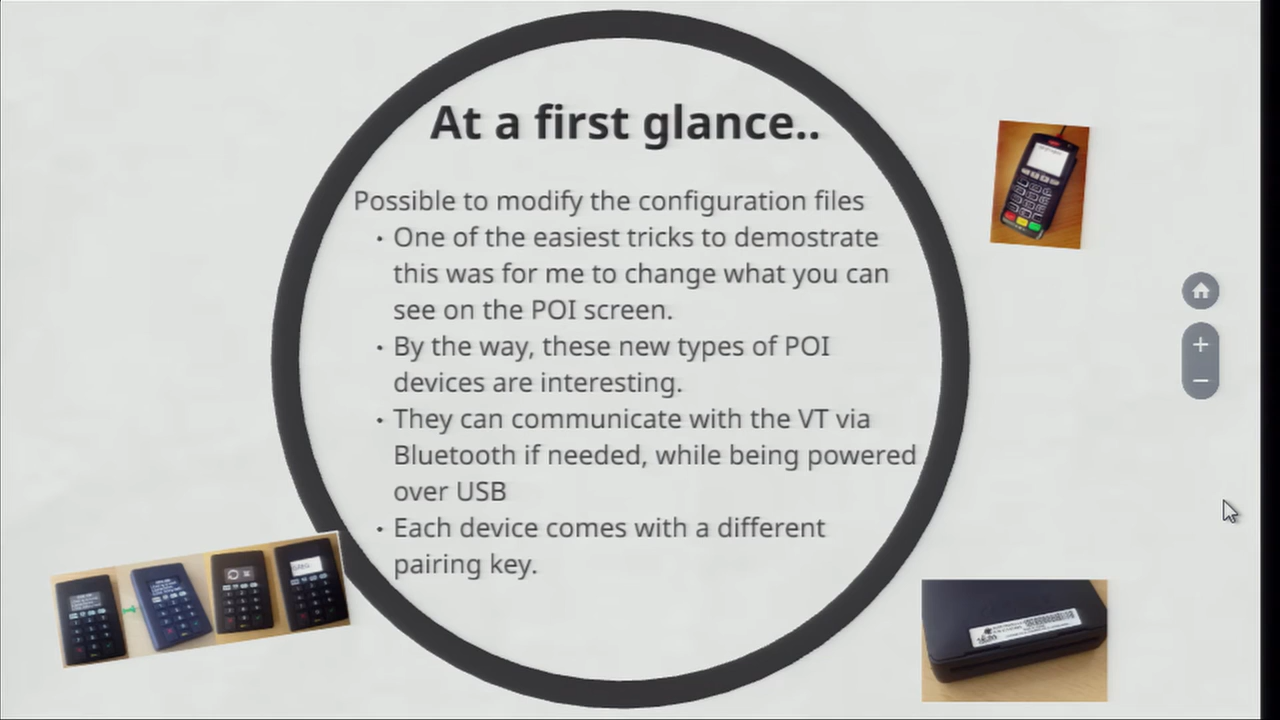 At a first glance..
Possible to modify the configuration files
• One of the easiest tricks to demostrate
this was for me to change what you can
see on the POI screen.
• By the way, these new types of POI
devices are interesting.
• They can communicate with the VT via
Bluetooth if needed, while being powered
over USB
• Each device comes with a different
pairing key.